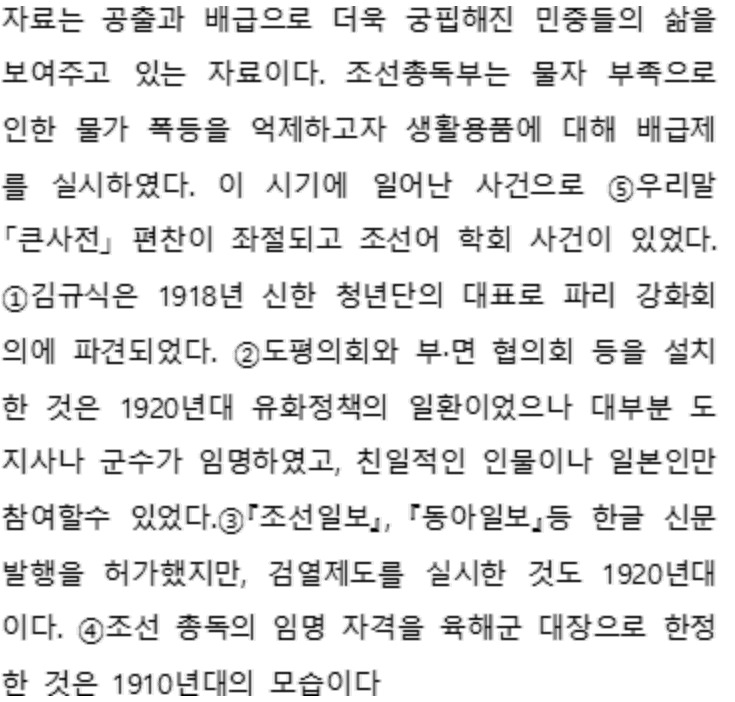 자료는 공출과 배급으로 더욱 궁핍해진 민중들의 삶을
보여주고 있는 자료이다. 조선총독부는 물자 부족으로
인한 물가 폭등을 억제하고자 생활용품에 대해 배급제
를 실시하였다. 이 시기에 일어난 사건으로 ⑤우리말
「큰사전」 편찬이 좌절되고 조선어 학회 사건이 있었다.
①김규식은 1918년 신한 청년단의 대표로 파리 강화회
의에 파견되었다. ②도평의회와 부·면 협의회 등을 설치
한 것은 1920년대 유화정책의 일환이었으나 대부분 도
지사나 군수가 임명하였고, 친일적인 인물이나 일본인만
참여할수 있었다.③『조선일보』, 『동아일보』등 한글 신문
발행을 허가했지만, 검열제도를 실시한 것도 1920년대
이다. ④조선 총독의 임명 자격을 육해군 대장으로 한정
한 것은 1910년대의 모습이다